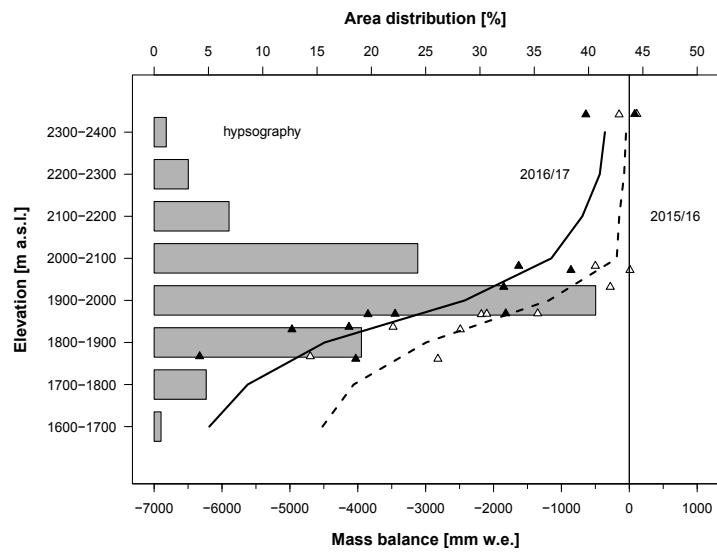 Area distribution [%]
0 5 10 15 20 25 30 35 40 45 50
2300−2400
2200−2300
2100−2200
2000−2100
1900−2000
1800−1900
1700−1800
1600−1700
Elevation [m a.s.l.]
hypsography
2016/17
2015/16
−7000 −6000 −5000 −4000 −3000 −2000 −1000 0 1000
Mass balance [mm w.e.]